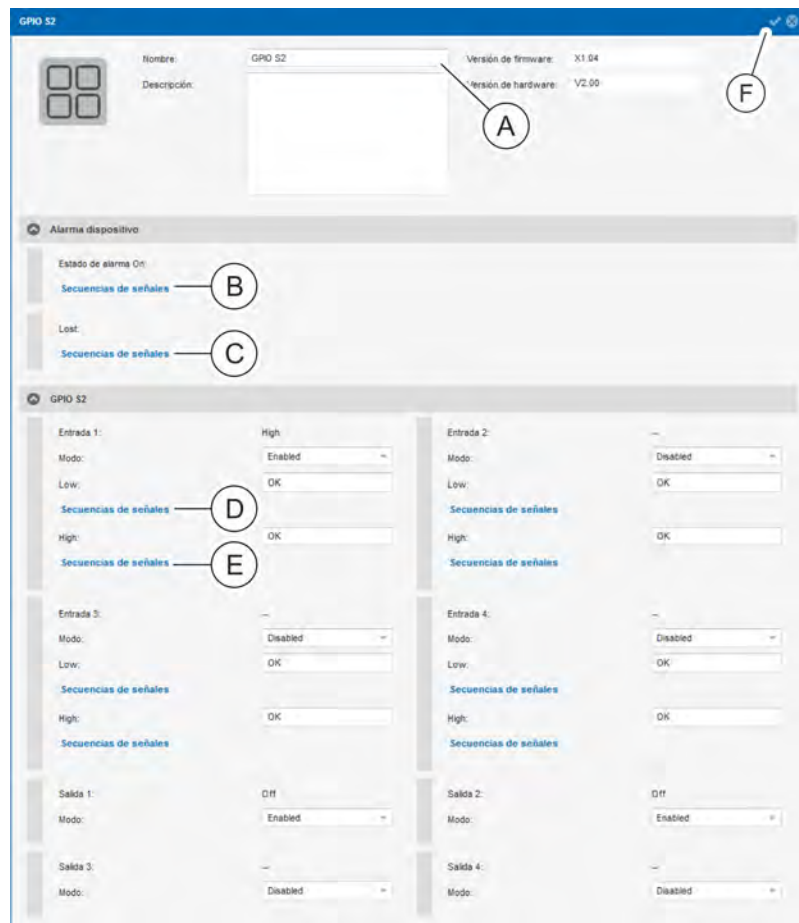 GPIO S2
Nombre: GPIO S2 Versión de firmware: X1.04
Descripción: Versión de hardware: V2.00
F
A
Alarma dispositivo
Estado de alarma On:
Secuencias de señales B
Lost:
Secuencias de señales C
GPIO S2
Entrada 1: High Entrada 2: --
Modo: Enabled Modo: Disabled
Low: OK Low: OK
Secuencias de señales D Secuencias de señales
High: OK High: OK
Secuencias de señales E Secuencias de señales
Entrada 3: -- Entrada 4: --
Modo: Disabled Modo: Disabled
Low: OK Low: OK
Secuencias de señales Secuencias de señales
High: OK High: OK
Secuencias de señales Secuencias de señales
Salida 1: Off Salida 2: Off
Modo: Enabled Modo: Enabled
Salida 3: -- Salida 4: --
Modo: Disabled Modo: Disabled